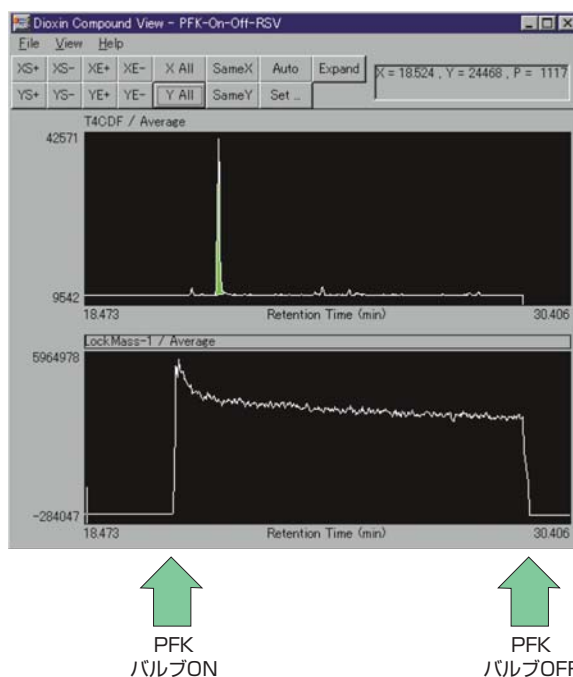 Dioxin Compound View - PFK-On-Off-RSV
File View Help
XS+ XS- XE+ XE- X All SameX Auto Expand
X = 18.524 , Y = 24468 , P = 1117
YS+ YS- YE+ YE- Y All SameY Set ..
T4CDF / Average
42571
9542
18.473 Retention Time (min) 30.406
LockMass-1 / Average
5964978
-284047
18.473 Retention Time (min) 30.406
PFK
バルブON
PFK
バルブOFF